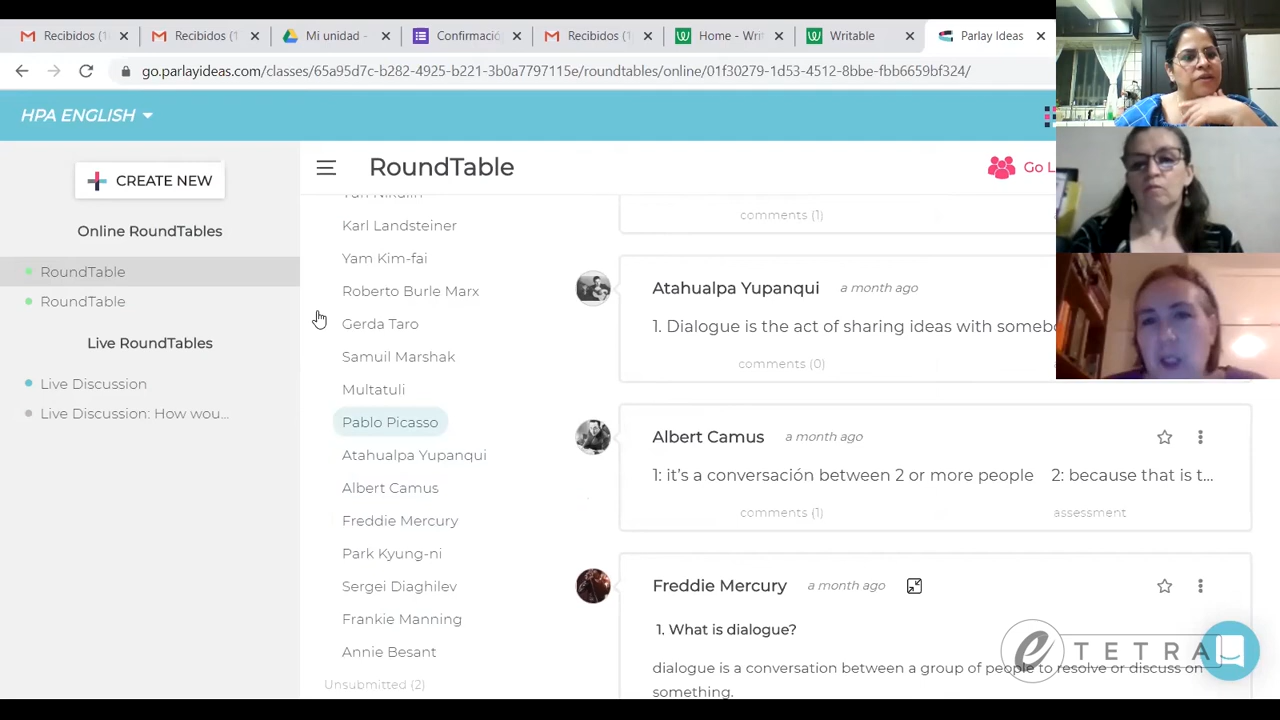 Recibidos (1
Recibidos (1
Mi unidad -
Confirmació
Recibidos (1
Home - Writ
Writable
Parlay Ideas
go.parlayideas.com/classes/65a95d7c-b282-4925-b221-3c0a7797115e/roundtables/online/01f30279-1d53-4512-8bbe-fbb6659bf324/
HPA ENGLISH
CREATE NEW
Online RoundTables
RoundTable
RoundTable
Live RoundTables
Live Discussion
Live Discussion: How wou...
RoundTable
Go L
Karl Landsteiner
Yam Kim-fai
Roberto Burle Marx
Gerda Taro
Samuil Marshak
Multatuli
Pablo Picasso
Atahualpa Yupanqui
Albert Camus
Freddie Mercury
Park Kyung-ni
Sergei Diaghilev
Frankie Manning
Annie Besant
Unsubmitted (2)
comments (1)
Atahualpa Yupanqui a month ago
1. Dialogue is the act of sharing ideas with somebo
comments (0)
Albert Camus a month ago
1: it's a conversación between 2 or more people 2: because that is t...
comments (1) assessment
Freddie Mercury a month ago
1. What is dialogue?
dialogue is a conversation between a group of people to resolve or discuss on
something.
e TETRA